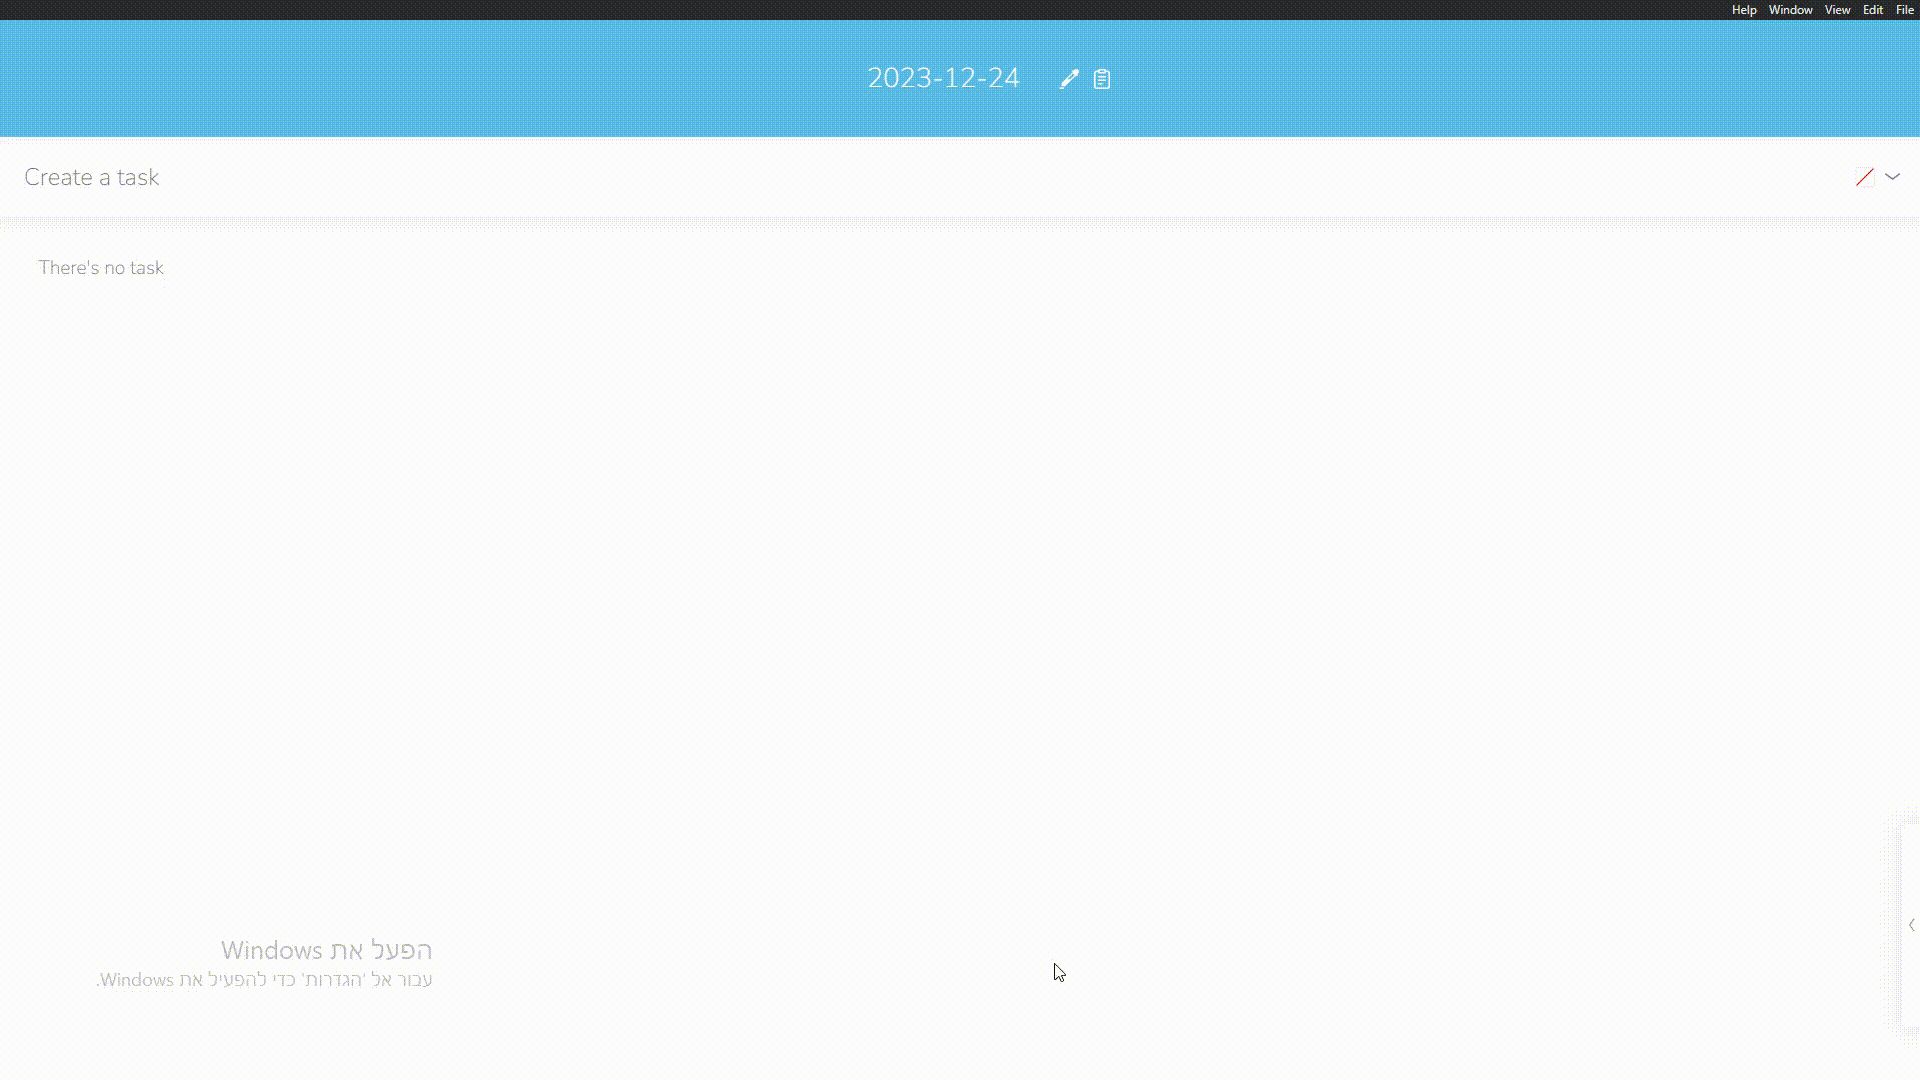 Help Window View Edit File
2023-12-24
Create a task
There's no task
הפעל את Windows
עבור אל 'הגדרות' כדי להפעיל את Windows.